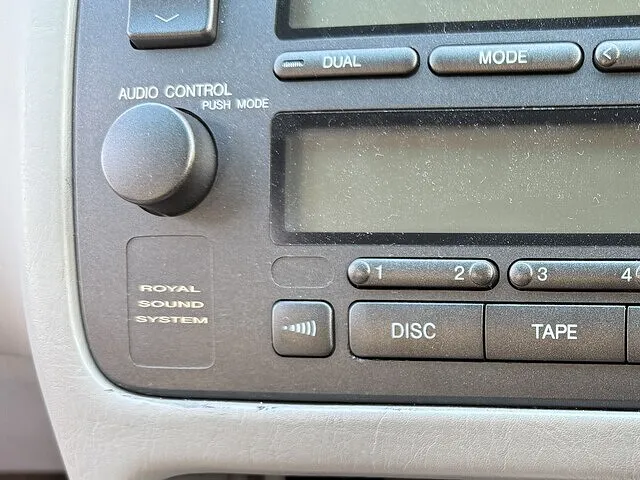 DUAL
MODE
AUDIO CONTROL
PUSH MODE
1 2 3 4
ROYAL
SOUND
SYSTEM
DISC
TAPE